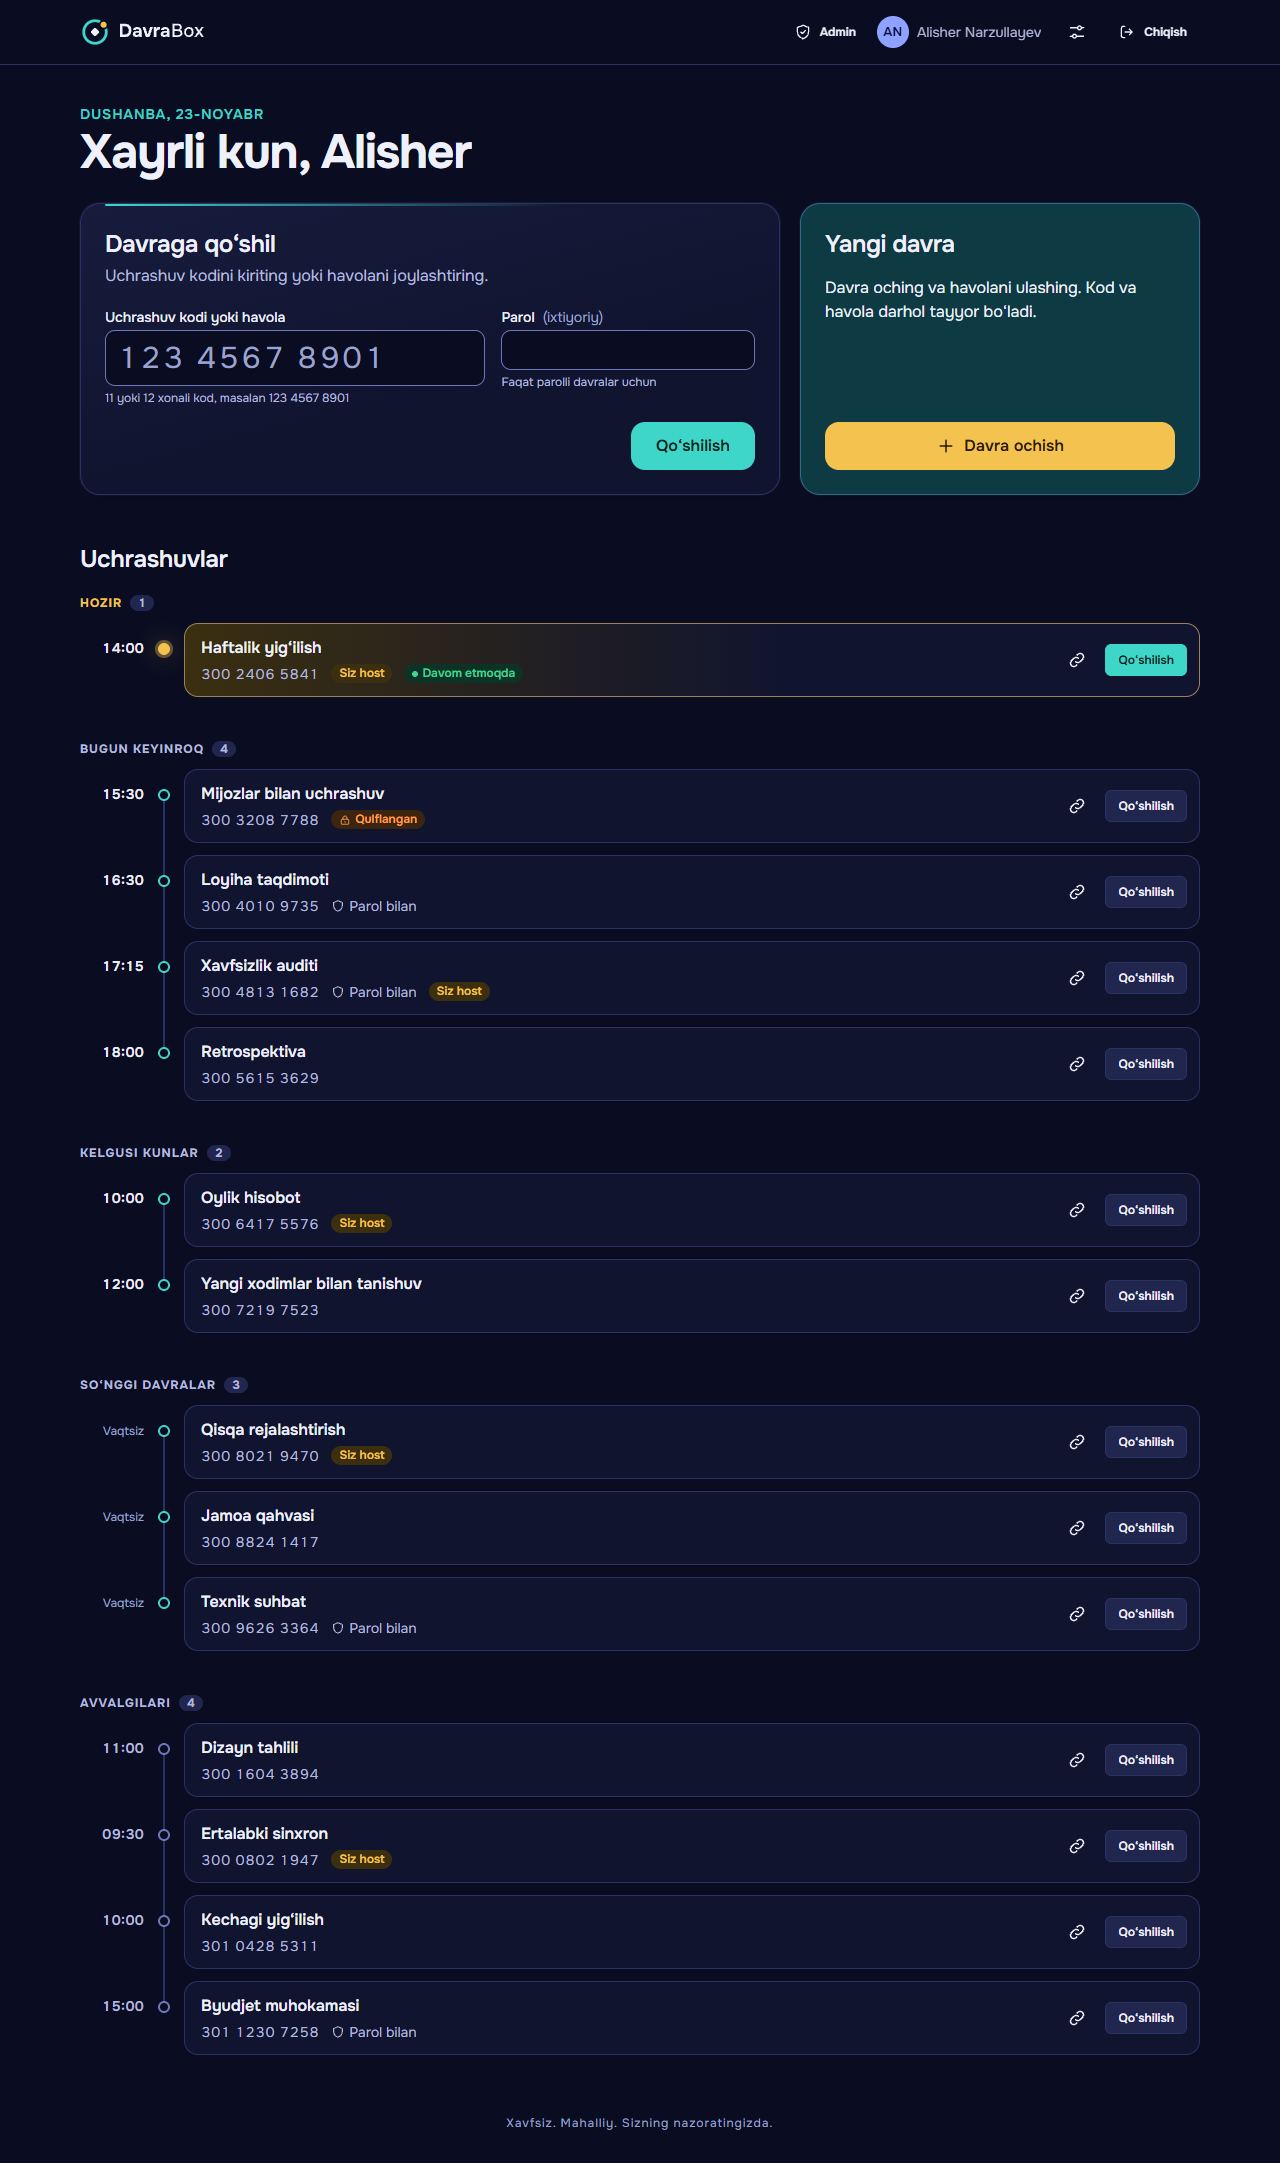 DavraBox
Admin
AN Alisher Narzullayev
Chiqish
DUSHANBA, 23-NOYABR
Xayrli kun, Alisher
Davraga qo‘shil
Uchrashuv kodini kiriting yoki havolani joylashtiring.
Uchrashuv kodi yoki havola
123 4567 8901
11 yoki 12 xonali kod, masalan 123 4567 8901
Parol (ixtiyoriy)
Faqat parolli davralar uchun
Qo‘shilish
Yangi davra
Davra oching va havolani ulashing. Kod va
havola darhol tayyor bo‘ladi.
+ Davra ochish
Uchrashuvlar
HOZIR 1
14:00
Haftalik yig‘ilish
300 2406 5841 Siz host Davom etmoqda
Qo‘shilish
BUGUN KEYINROQ 4
15:30
Mijozlar bilan uchrashuv
300 3208 7788 Qulflangan
Qo‘shilish
16:30
Loyiha taqdimoti
300 4010 9735 Parol bilan
Qo‘shilish
17:15
Xavfsizlik auditi
300 4813 1682 Parol bilan Siz host
Qo‘shilish
18:00
Retrospektiva
300 5615 3629
Qo‘shilish
KELGUSI KUNLAR 2
10:00
Oylik hisobot
300 6417 5576 Siz host
Qo‘shilish
12:00
Yangi xodimlar bilan tanishuv
300 7219 7523
Qo‘shilish
SO‘NGGI DAVRALAR 3
Vaqtsiz
Qisqa rejalashtirish
300 8021 9470 Siz host
Qo‘shilish
Vaqtsiz
Jamoa qahvasi
300 8824 1417
Qo‘shilish
Vaqtsiz
Texnik suhbat
300 9626 3364 Parol bilan
Qo‘shilish
AVVALGILARI 4
11:00
Dizayn tahlili
300 1604 3894
Qo‘shilish
09:30
Ertalabki sinxron
300 0802 1947 Siz host
Qo‘shilish
10:00
Kechagi yig‘ilish
301 0428 5311
Qo‘shilish
15:00
Byudjet muhokamasi
301 1230 7258 Parol bilan
Qo‘shilish
Xavfsiz. Mahalliy. Sizning nazoratingizda.